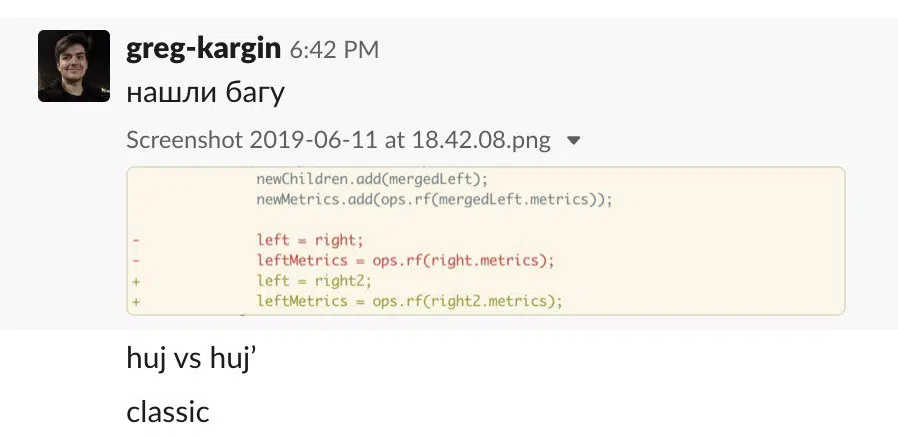 greg-kargin 6:42 PM
нашли багу
Screenshot 2019-06-11 at 18.42.08.png
newChildren.add(mergedLeft);
newMetrics.add(ops.rf(mergedLeft.metrics));
- left = right;
- leftMetrics = ops.rf(right.metrics);
+ left = right2;
+ leftMetrics = ops.rf(right2.metrics);
huj vs huj’
classic